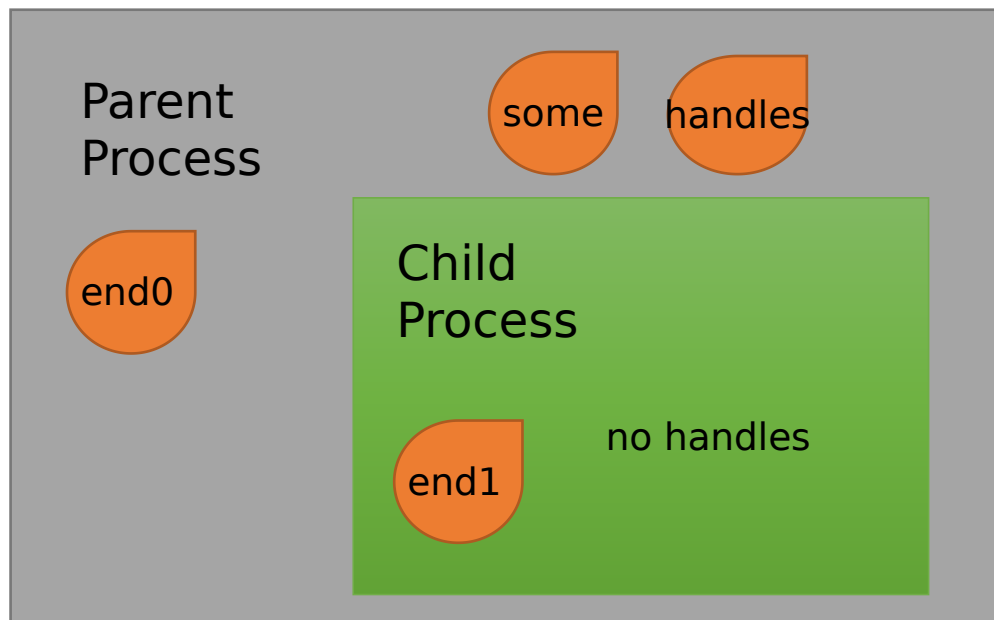 Parent
Process
some
handles
end0
Child
Process
no handles
end1